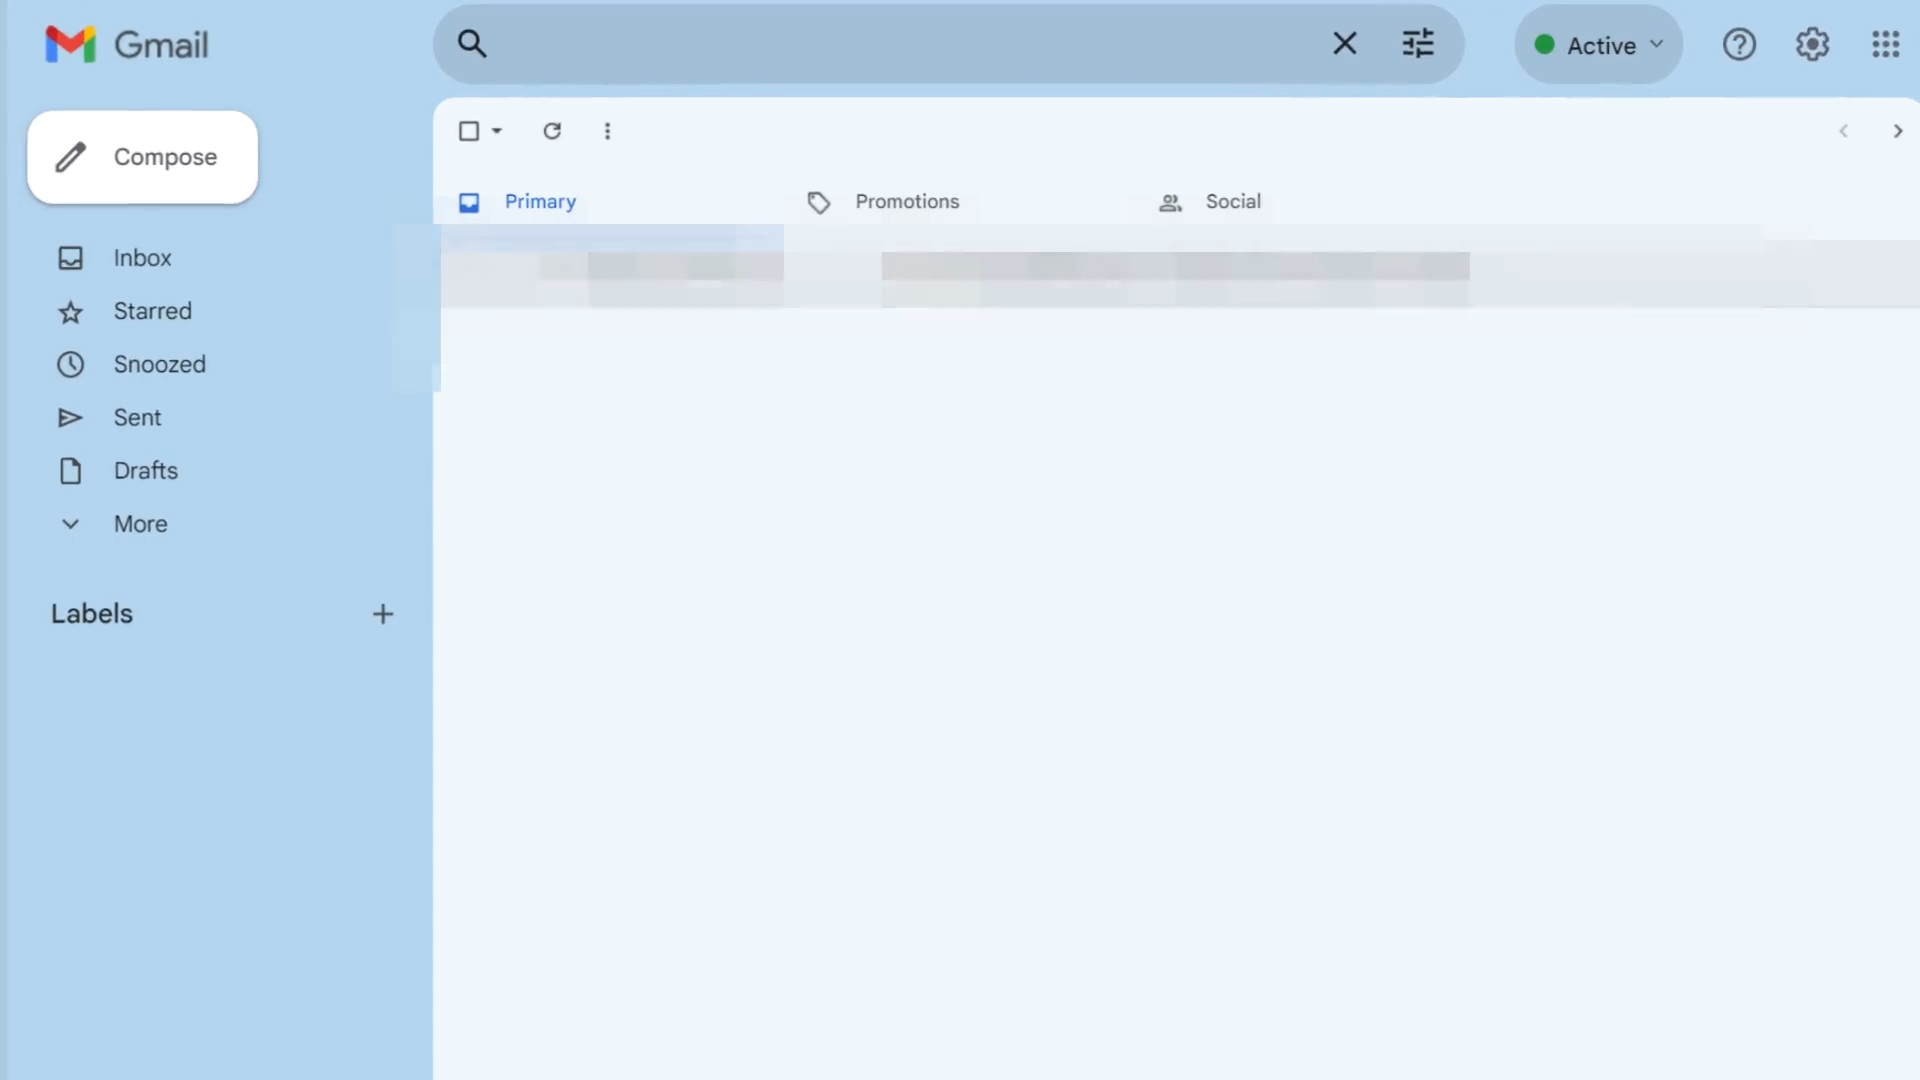 Gmail
Active
Compose
Primary
Promotions
Social
Inbox
Starred
Snoozed
Sent
Drafts
More
Labels